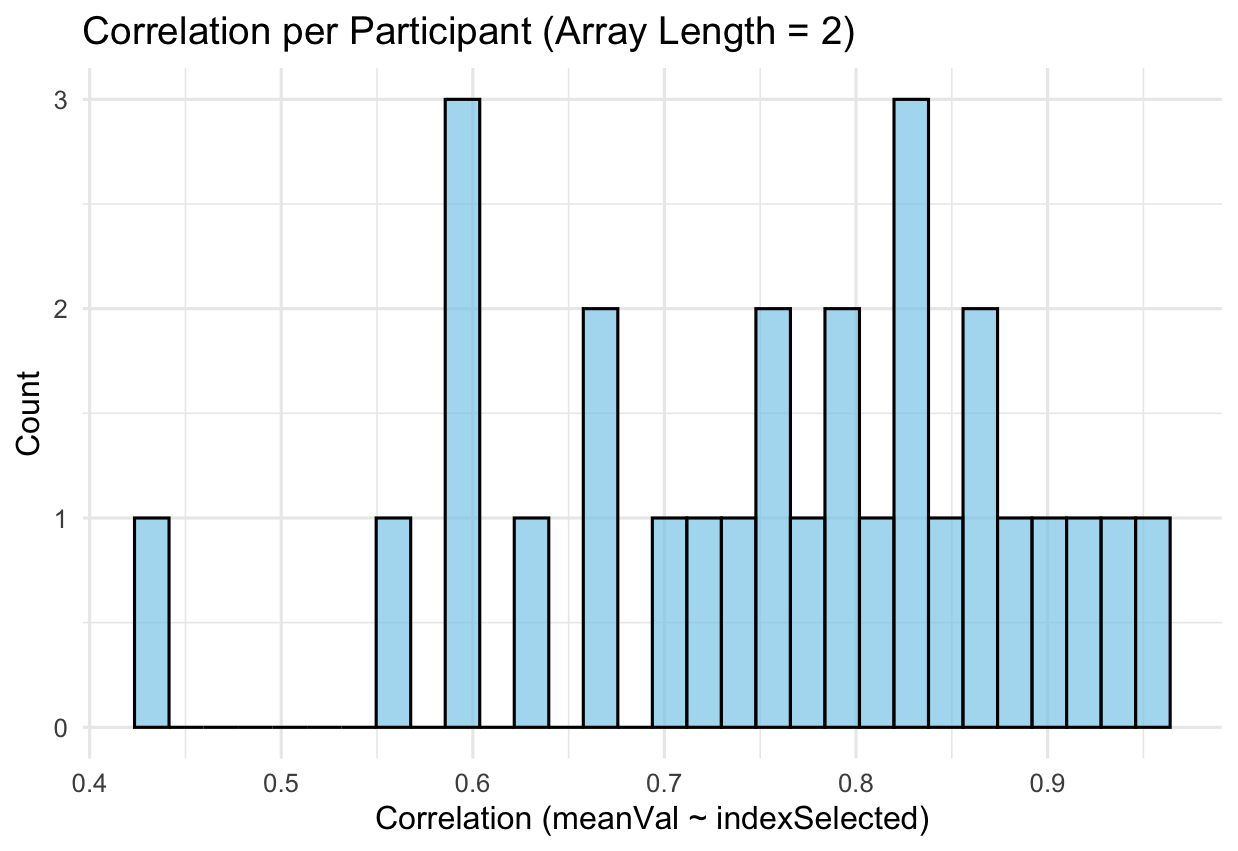 Correlation per Participant (Array Length = 2)
3
2
1
0
Count
0.4 0.5 0.6 0.7 0.8 0.9
Correlation (meanVal ~ indexSelected)